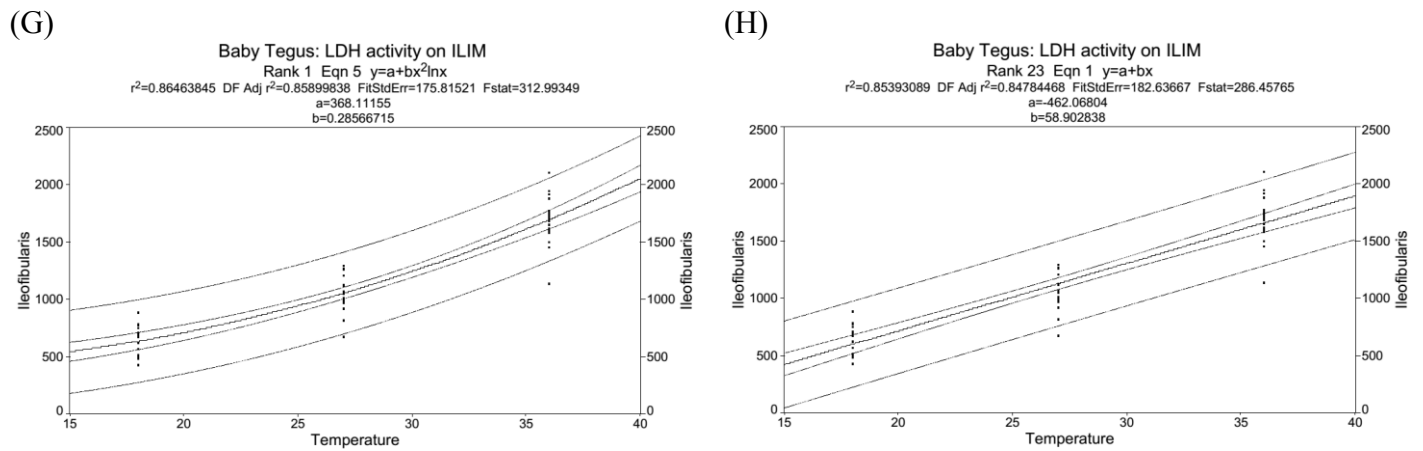 (G)
Baby Tegus: LDH activity on ILIM
Rank 1 Eqn 5 y=a+bx²lnx
r²=0.86463845 DF Adj r²=0.85899838 FitStdErr=175.81521 Fstat=312.99349
a=368.11155
b=0.28566715
2500
2000
1500
1000
500
0
2500
2000
1500
1000
500
0
Ileofibularis
Ileofibularis
15 20 25 30 35 40
Temperature
(H)
Baby Tegus: LDH activity on ILIM
Rank 23 Eqn 1 y=a+bx
r²=0.85393089 DF Adj r²=0.84784468 FitStdErr=182.63667 Fstat=286.45765
a=-462.06804
b=58.902838
2500
2000
1500
1000
500
0
2500
2000
1500
1000
500
0
Ileofibularis
Ileofibularis
15 20 25 30 35 40
Temperature